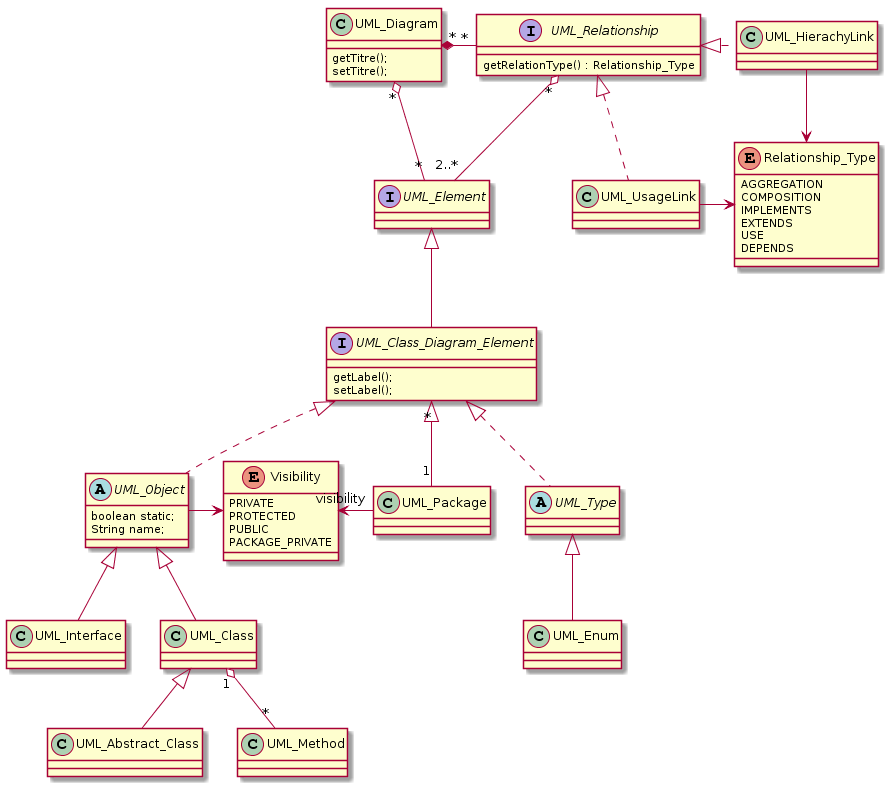 C UML_Diagram
getTitre();
setTitre();
* *
I UML_Relationship
getRelationType() : Relationship_Type
C UML_HierachyLink
*
*
*
2..*
E Relationship_Type
AGGREGATION
COMPOSITION
IMPLEMENTS
EXTENDS
USE
DEPENDS
I UML_Element
C UML_UsageLink
I UML_Class_Diagram_Element
getLabel();
setLabel();
*
1
A UML_Object
boolean static;
String name;
E Visibility
PRIVATE
PROTECTED
PUBLIC
PACKAGE_PRIVATE
visibility
C UML_Package
A UML_Type
C UML_Interface
C UML_Class
C UML_Enum
1
*
C UML_Abstract_Class
C UML_Method